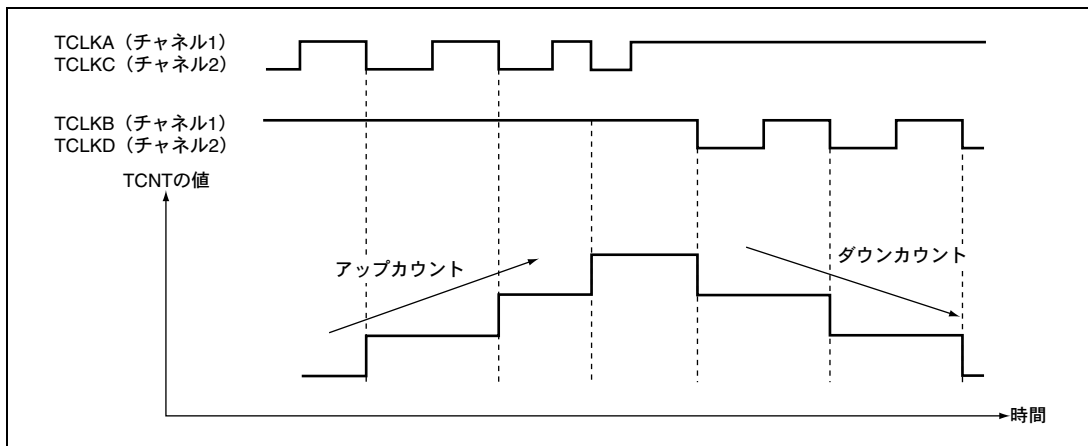 TCLKA（チャネル1）
TCLKC（チャネル2）
TCLKB（チャネル1）
TCLKD（チャネル2）
TCNTの値
アップカウント
ダウンカウント
時間